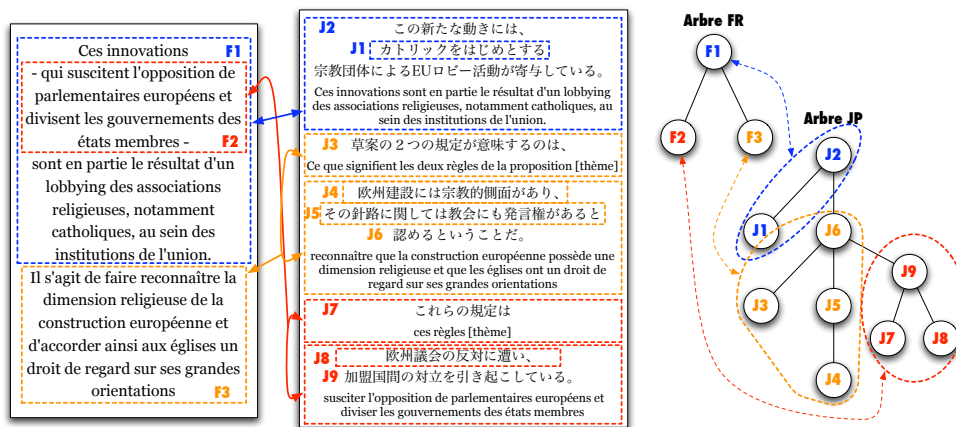 Ces innovations F1
- qui suscitent l'opposition de
parlementaires européens et
divisent les gouvernements des
états membres - F2
sont en partie le résultat d'un
lobbying des associations
religieuses, notamment
catholiques, au sein des
institutions de l'union.
Il s'agit de faire reconnaître la
dimension religieuse de la
construction européenne et
d'accorder ainsi aux églises un
droit de regard sur ses grandes
orientations F3
J2 この新たな動きには、
J1 カトリックをはじめとする
宗教団体によるEUロビー活動が寄与している。
Ces innovations sont en partie le résultat d'un lobbying
des associations religieuses, notamment catholiques, au
sein des institutions de l'union.
J3 草案の２つの規定が意味するのは、
Ce que signifient les deux règles de la proposition [thème]
J4 欧州建設には宗教的側面があり、
J5 その針路に関しては教会にも発言権があると
J6 認めるということだ。
reconnaître que la construction européenne possède une
dimension religieuse et que les églises ont un droit de
regard sur ses grandes orientations
J7 これらの規定は
ces règles [thème]
J8 欧州議会の反対に遭い、
J9 加盟国間の対立を引き起こしている。
susciter l'opposition de parlementaires européens et
diviser les gouvernements des états membres
Arbre FR
F1
F2
F3
Arbre JP
J2
J1
J6
J9
J3
J5
J7
J8
J4